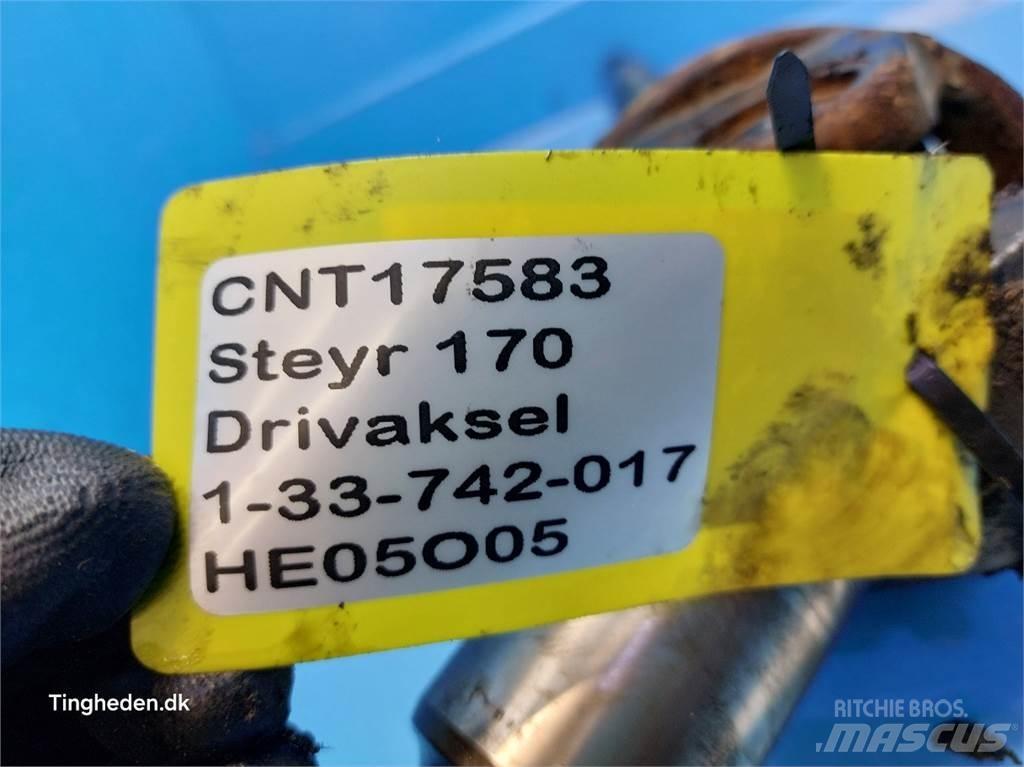 CNT17583
Steyr 170
Drivaksel
1-33-742-017
HE05O05
Tingheden.dk
RITCHIE BROS.
MASCUS